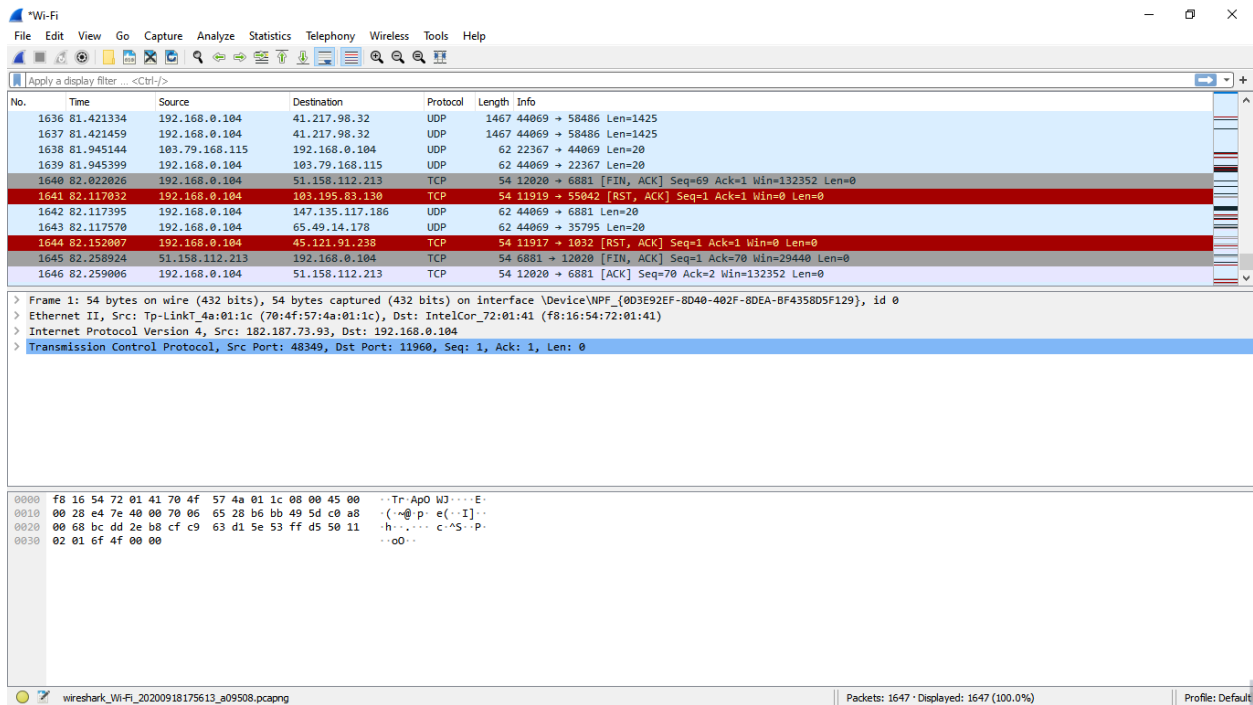 *Wi-Fi
File Edit View Go Capture Analyze Statistics Telephony Wireless Tools Help
Apply a display filter ... <Ctrl-/>
No. Time Source Destination Protocol Length Info
1636 81.421334 192.168.0.104 41.217.98.32 UDP 1467 44069 → 58486 Len=1425
1637 81.421459 192.168.0.104 41.217.98.32 UDP 1467 44069 → 58486 Len=1425
1638 81.945144 103.79.168.115 192.168.0.104 UDP 62 22367 → 44069 Len=20
1639 81.945399 192.168.0.104 103.79.168.115 UDP 62 44069 → 22367 Len=20
1640 82.022026 192.168.0.104 51.158.112.213 TCP 54 12020 → 6881 [FIN, ACK] Seq=69 Ack=1 Win=132352 Len=0
1641 82.117032 192.168.0.104 103.195.83.130 TCP 54 11919 → 55042 [RST, ACK] Seq=1 Ack=1 Win=0 Len=0
1642 82.117395 192.168.0.104 147.135.117.186 UDP 62 44069 → 6881 Len=20
1643 82.117570 192.168.0.104 65.49.14.178 UDP 62 44069 → 35795 Len=20
1644 82.152007 192.168.0.104 45.121.91.238 TCP 54 11917 → 1032 [RST, ACK] Seq=1 Ack=1 Win=0 Len=0
1645 82.258924 51.158.112.213 192.168.0.104 TCP 54 6881 → 12020 [FIN, ACK] Seq=1 Ack=70 Win=29440 Len=0
1646 82.259006 192.168.0.104 51.158.112.213 TCP 54 12020 → 6881 [ACK] Seq=70 Ack=2 Win=132352 Len=0
> Frame 1: 54 bytes on wire (432 bits), 54 bytes captured (432 bits) on interface \Device\NPF_{0D3E92EF-8D40-402F-8DEA-BF4358D5F129}, id 0
> Ethernet II, Src: Tp-LinkT_4a:01:1c (70:4f:57:4a:01:1c), Dst: IntelCor_72:01:41 (f8:16:54:72:01:41)
> Internet Protocol Version 4, Src: 182.187.73.93, Dst: 192.168.0.104
> Transmission Control Protocol, Src Port: 48349, Dst Port: 11960, Seq: 1, Ack: 1, Len: 0
0000 f8 16 54 72 01 41 70 4f 57 4a 01 1c 08 00 45 00 ··Tr·ApO WJ····E·
0010 00 28 e4 7e 40 00 70 06 65 28 b6 bb 49 5d c0 a8 ·(·~@·p· e(··I]··
0020 00 68 bc dd 2e b8 cf c9 63 d1 5e 53 ff d5 50 11 ·h··.··· c·^S··P·
0030 02 01 6f 4f 00 00 ··oO··
wireshark_Wi-Fi_20200918175613_a09508.pcapng Packets: 1647 · Displayed: 1647 (100.0%) Profile: Default